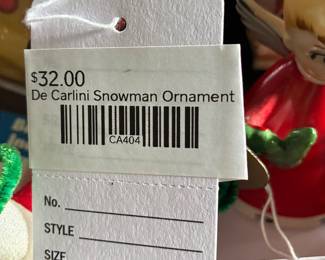 $32.00
De Carlini Snowman Ornament
CA404
No.
STYLE
SIZE